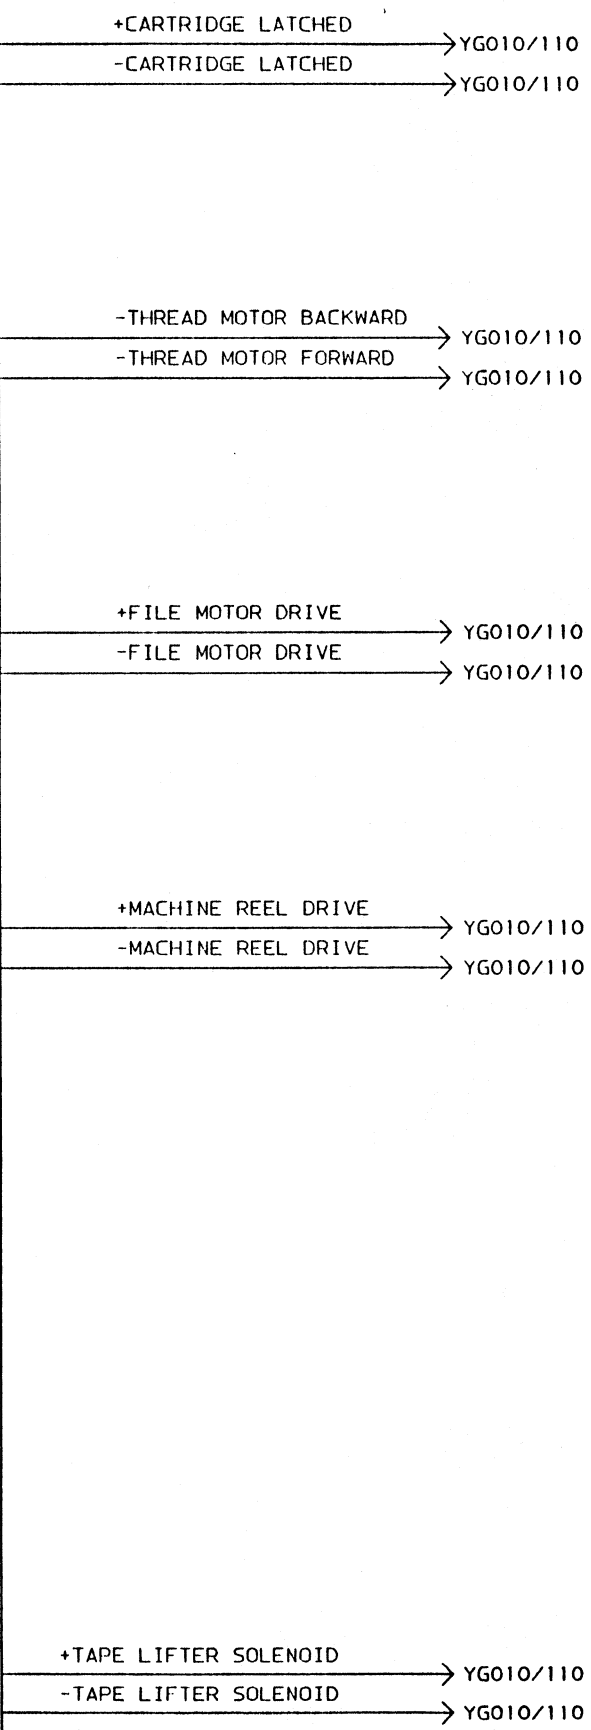 +CARTRIDGE LATCHED
YG010/110
-CARTRIDGE LATCHED
YG010/110
-THREAD MOTOR BACKWARD
YG010/110
-THREAD MOTOR FORWARD
YG010/110
+FILE MOTOR DRIVE
YG010/110
-FILE MOTOR DRIVE
YG010/110
+MACHINE REEL DRIVE
YG010/110
-MACHINE REEL DRIVE
YG010/110
+TAPE LIFTER SOLENOID
YG010/110
-TAPE LIFTER SOLENOID
YG010/110